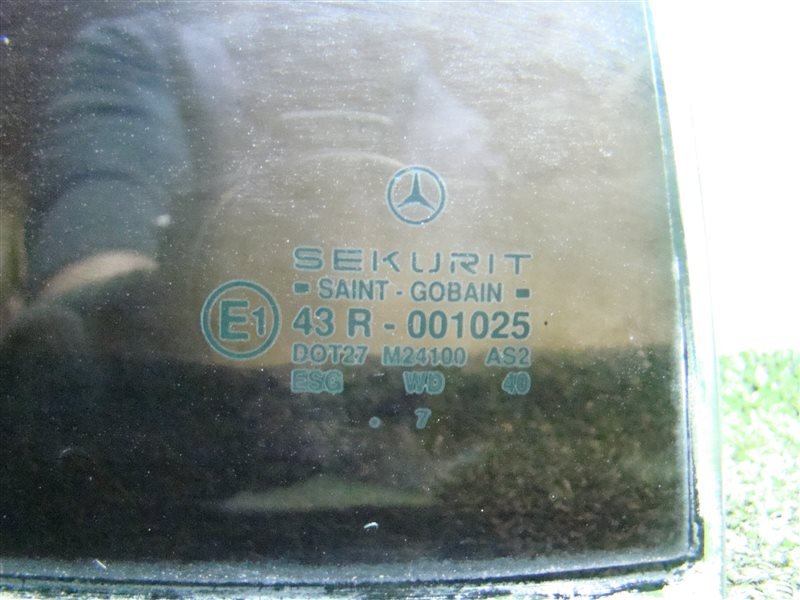 SEKURIT
SAINT - GOBAIN
E1 43 R - 001025
DOT27 M24100 AS2
ESG WD 40
. 7